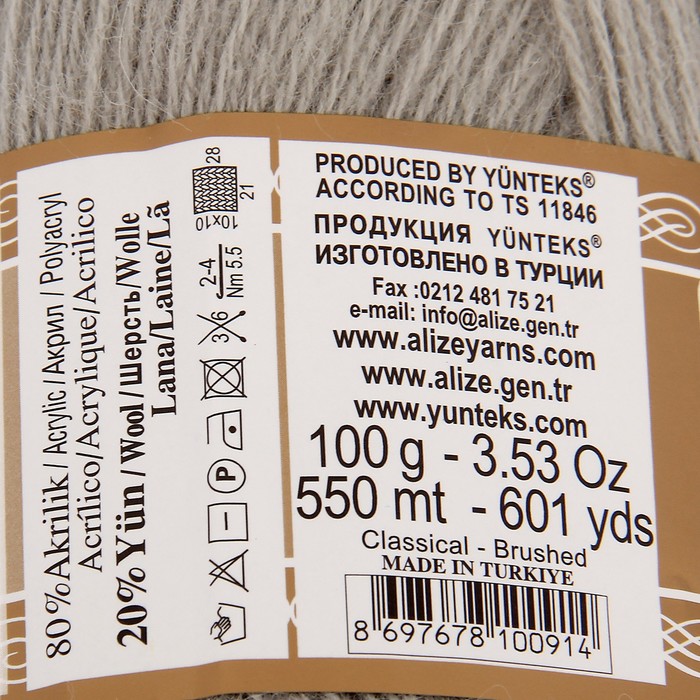 80%Akrilik/Acrylic/Акрил/Polyacryl
Acrílico/Acrylique/Acrilico
20%Yün/Wool/Шерсть/Wolle
Lana/Laine/Lã
28
21
10x10
3 6
2-4
Nm 5.5
P
PRODUCED BY YÜNTEKS®
ACCORDING TO TS 11846
ПРОДУКЦИЯ YÜNTEKS®
ИЗГОТОВЛЕНО В ТУРЦИИ
Fax :0212 481 75 21
e-mail: info@alize.gen.tr
www.alizeyarns.com
www.alize.gen.tr
www.yunteks.com
100 g - 3.53 Oz
550 mt - 601 yds
Classical - Brushed
MADE IN TURKIYE
8 697678 100914